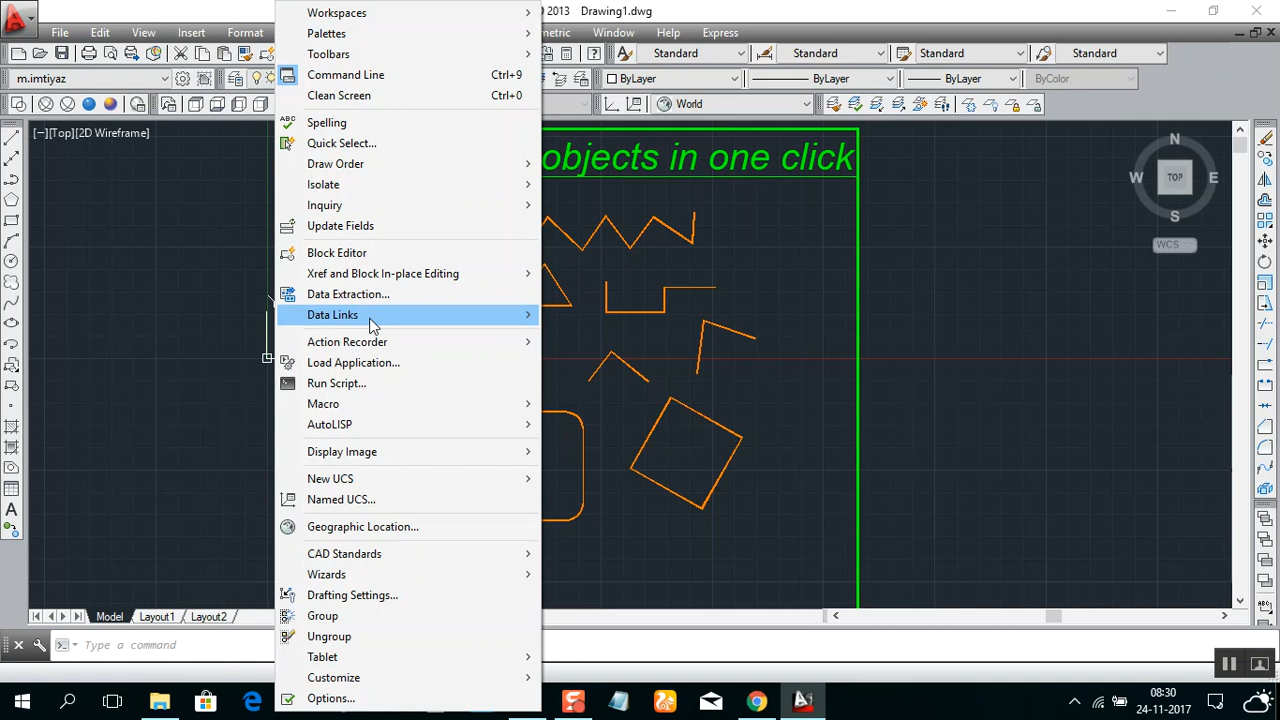 2013 Drawing1.dwg
File Edit View Insert Format
Window Help Express
Standard Standard Standard Standard
m.imtiyaz
ByLayer ByLayer ByLayer ByColor
World
[−][Top][2D Wireframe]
Workspaces
Palettes
Toolbars
Command Line Ctrl+9
Clean Screen Ctrl+0
Spelling
Quick Select...
Draw Order
Isolate
Inquiry
Update Fields
Block Editor
Xref and Block In-place Editing
Data Extraction...
Data Links
Action Recorder
Load Application...
Run Script...
Macro
AutoLISP
Display Image
New UCS
Named UCS...
Geographic Location...
CAD Standards
Wizards
Drafting Settings...
Group
Ungroup
Tablet
Customize
Options...
objects in one click
N
W TOP E
S
WCS
Model Layout1 Layout2
Type a command
08:30
24-11-2017